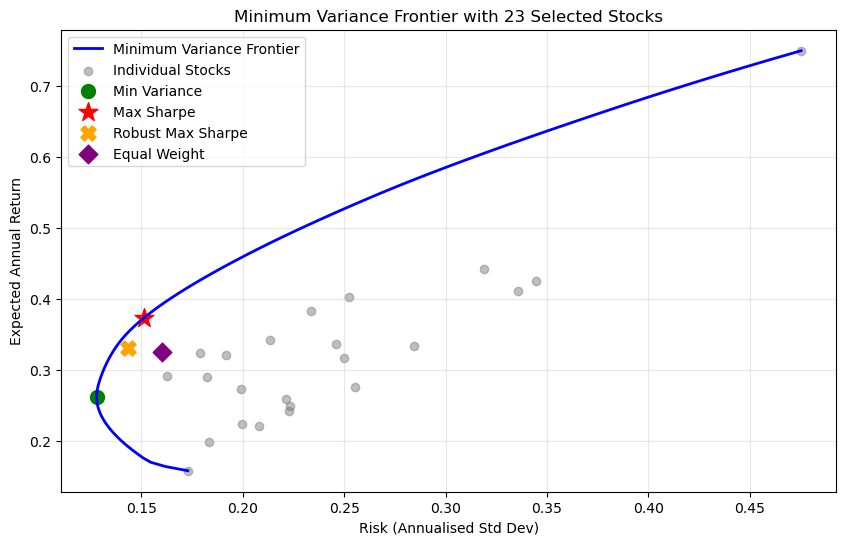 Minimum Variance Frontier with 23 Selected Stocks
Minimum Variance Frontier
Individual Stocks
Min Variance
Max Sharpe
Robust Max Sharpe
Equal Weight
Expected Annual Return
0.7
0.6
0.5
0.4
0.3
0.2
0.15 0.20 0.25 0.30 0.35 0.40 0.45
Risk (Annualised Std Dev)